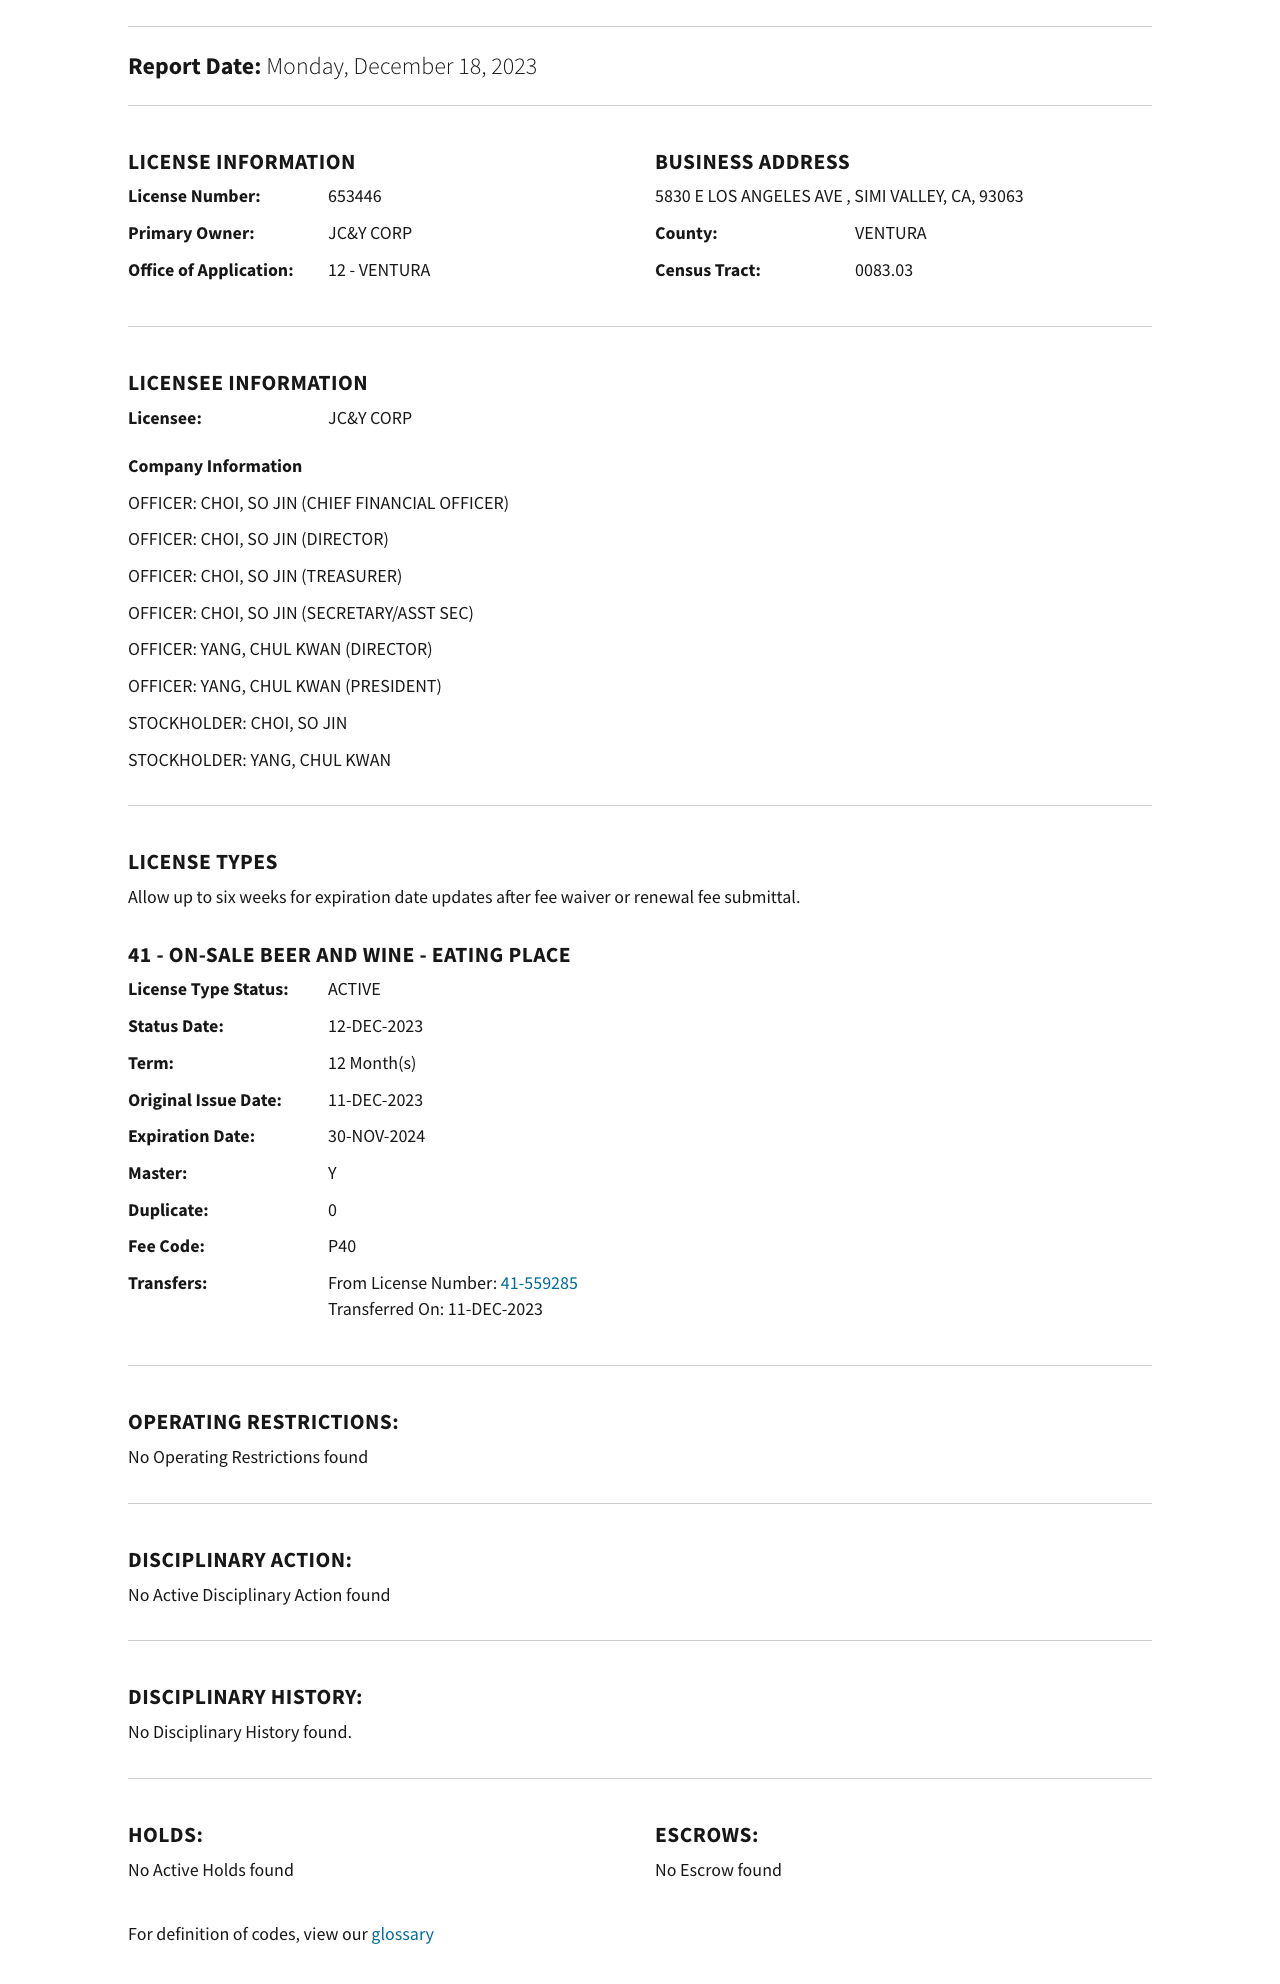 Report Date: Monday, December 18, 2023
LICENSE INFORMATION
License Number: 653446
Primary Owner: JC&Y CORP
Office of Application: 12 - VENTURA
BUSINESS ADDRESS
5830 E LOS ANGELES AVE , SIMI VALLEY, CA, 93063
County: VENTURA
Census Tract: 0083.03
LICENSEE INFORMATION
Licensee: JC&Y CORP
Company Information
OFFICER: CHOI, SO JIN (CHIEF FINANCIAL OFFICER)
OFFICER: CHOI, SO JIN (DIRECTOR)
OFFICER: CHOI, SO JIN (TREASURER)
OFFICER: CHOI, SO JIN (SECRETARY/ASST SEC)
OFFICER: YANG, CHUL KWAN (DIRECTOR)
OFFICER: YANG, CHUL KWAN (PRESIDENT)
STOCKHOLDER: CHOI, SO JIN
STOCKHOLDER: YANG, CHUL KWAN
LICENSE TYPES
Allow up to six weeks for expiration date updates after fee waiver or renewal fee submittal.
41 - ON-SALE BEER AND WINE - EATING PLACE
License Type Status: ACTIVE
Status Date: 12-DEC-2023
Term: 12 Month(s)
Original Issue Date: 11-DEC-2023
Expiration Date: 30-NOV-2024
Master: Y
Duplicate: 0
Fee Code: P40
Transfers: From License Number: 41-559285
Transferred On: 11-DEC-2023
OPERATING RESTRICTIONS:
No Operating Restrictions found
DISCIPLINARY ACTION:
No Active Disciplinary Action found
DISCIPLINARY HISTORY:
No Disciplinary History found.
HOLDS:
No Active Holds found
ESCROWS:
No Escrow found
For definition of codes, view our glossary